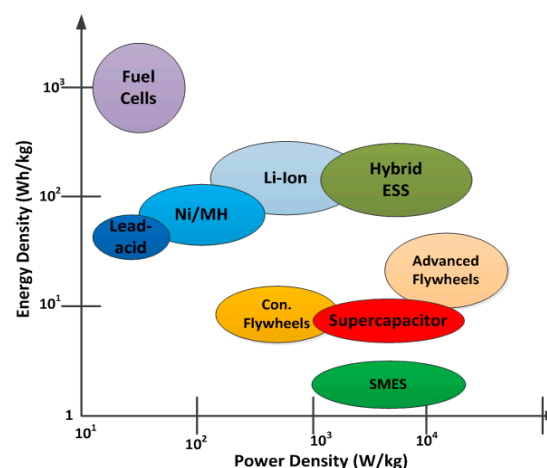 Energy Density (Wh/kg)
10³
10²
10¹
1
Fuel
Cells
Li-Ion
Hybrid
ESS
Ni/MH
Lead-
acid
Advanced
Flywheels
Con.
Flywheels
Supercapacitor
SMES
10¹
10²
10³
10⁴
Power Density (W/kg)